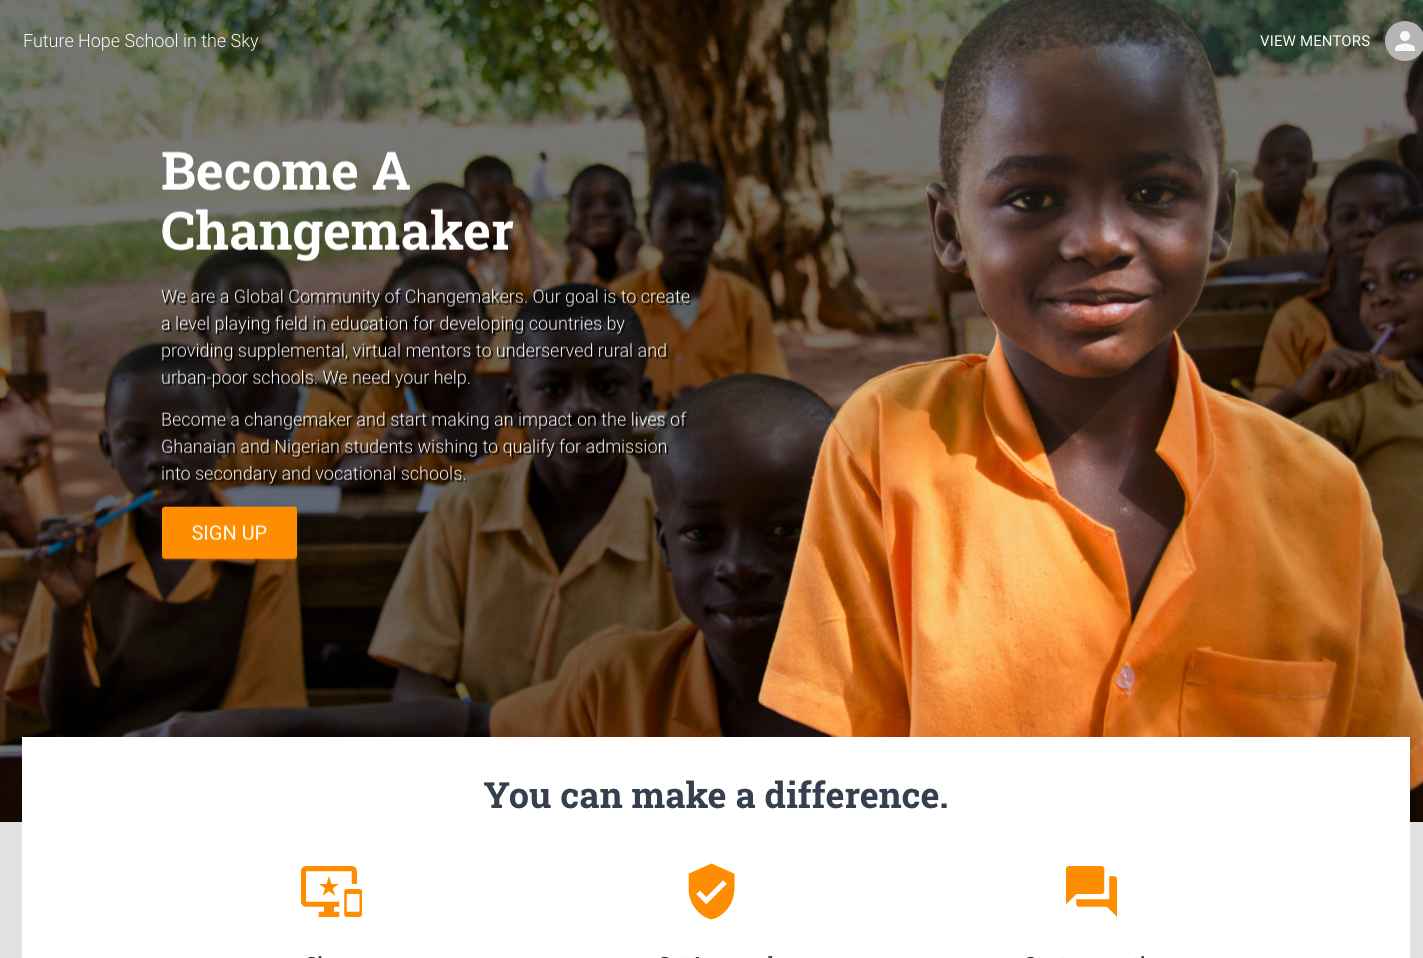 Future Hope School in the Sky
VIEW MENTORS
Become A
Changemaker
We are a Global Community of Changemakers. Our goal is to create
a level playing field in education for developing countries by
providing supplemental, virtual mentors to underserved rural and
urban-poor schools. We need your help.
Become a changemaker and start making an impact on the lives of
Ghanaian and Nigerian students wishing to qualify for admission
into secondary and vocational schools.
SIGN UP
You can make a difference.